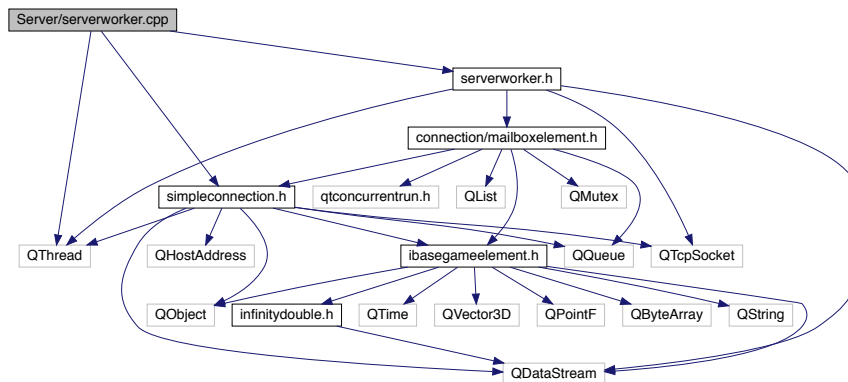 Server/serverworker.cpp
serverworker.h
connection/mailboxelement.h
simpleconnection.h
qtconcurrentrun.h
QList
QMutex
QThread
QHostAddress
ibasegameelement.h
QQueue
QTcpSocket
QObject
infinitydouble.h
QTime
QVector3D
QPointF
QByteArray
QString
QDataStream